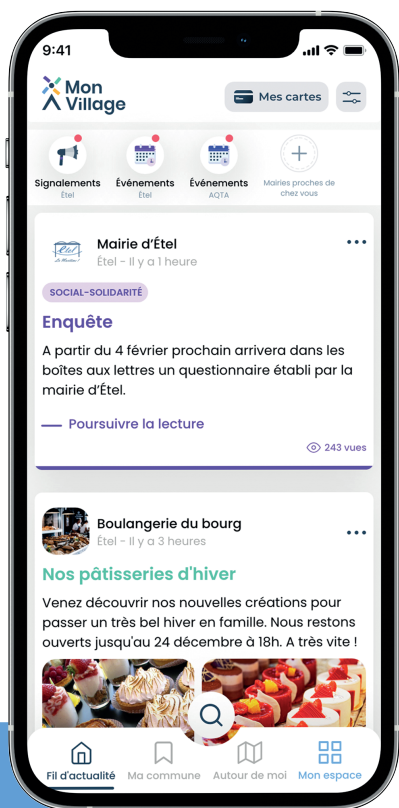 9:41
Mon
Village
Mes cartes
Signalements
Étel
Événements
Étel
Événements
AQTA
Mairies proches de
chez vous
Étel
Mairie d'Étel
Étel - Il y a 1 heure
SOCIAL-SOLIDARITÉ
Enquête
A partir du 4 février prochain arrivera dans les
boîtes aux lettres un questionnaire établi par la
mairie d'Étel.
Poursuivre la lecture
243 vues
Boulangerie du bourg
Étel - Il y a 3 heures
Nos pâtisseries d'hiver
Venez découvrir nos nouvelles créations pour
passer un très bel hiver en famille. Nous restons
ouverts jusqu'au 24 décembre à 18h. A très vite !
Fil d'actualité
Ma commune
Autour de moi
Mon espace